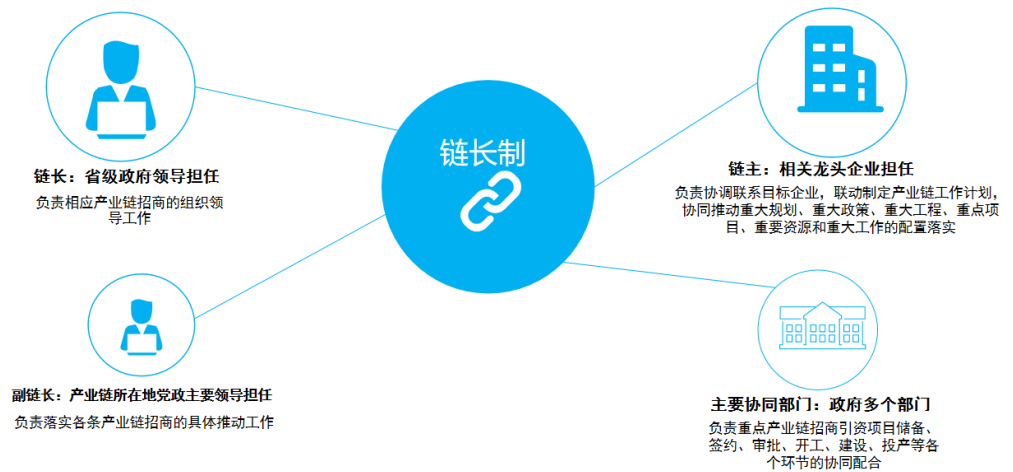 链长制
链长：省级政府领导担任
负责相应产业链招商的组织领
导工作
链主：相关龙头企业担任
负责协调联系目标企业，联动制定产业链工作计划，
协同推动重大规划、重大政策、重大工程、重点项
目、重要资源和重大工作的配置落实
副链长：产业链所在地党政主要领导担任
负责落实各条产业链招商的具体推动工作
主要协同部门：政府多个部门
负责重点产业链招商引资项目储备、
签约、审批、开工、建设、投产等各
个环节的协同配合